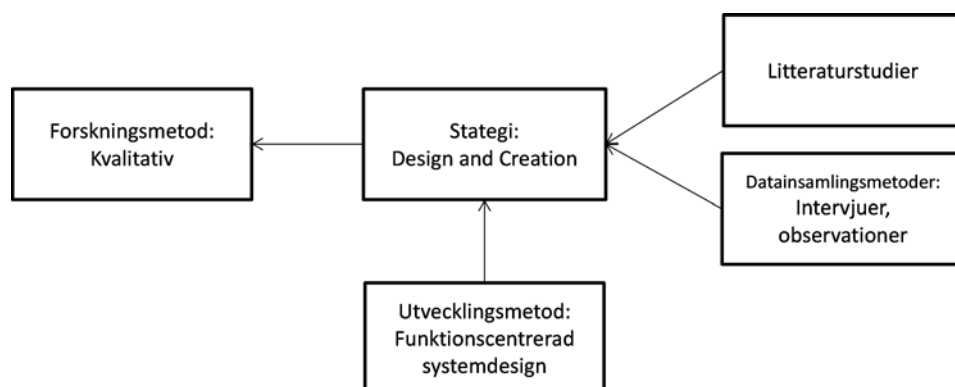 Litteraturstudier
Forskningsmetod:
Kvalitativ
Stategi:
Design and Creation
Datainsamlingsmetoder:
Intervjuer,
observationer
Utvecklingsmetod:
Funktionscentrerad
systemdesign